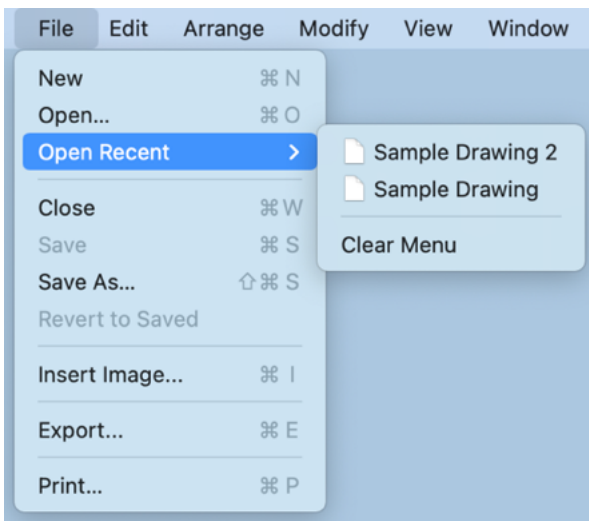 File Edit Arrange Modify View Window
New ⌘ N
Open... ⌘ O
Open Recent >
Sample Drawing 2
Sample Drawing
Clear Menu
Close ⌘ W
Save ⌘ S
Save As... ⇧⌘ S
Revert to Saved
Insert Image... ⌘ I
Export... ⌘ E
Print... ⌘ P